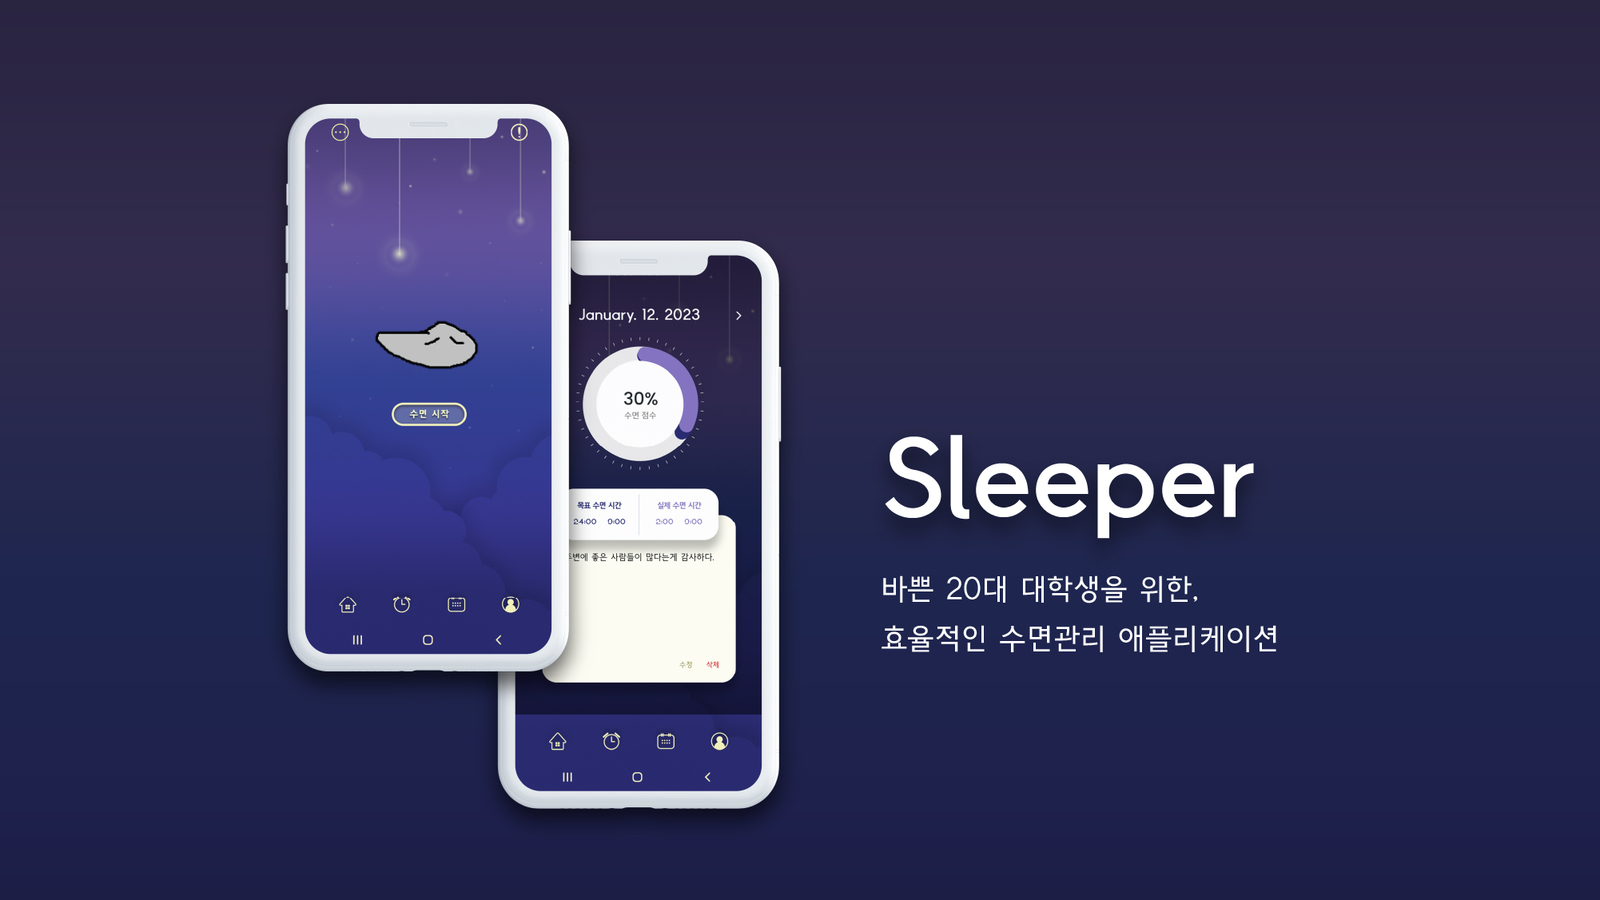 수면 시작
January. 12. 2023
30%
수면 점수
목표 수면 시간
실제 수면 시간
24:00 0:00
2:00 0:00
좋은 사람들이 많다는게 감사하다.
수정 삭제
Sleeper
바쁜 20대 대학생을 위한,
효율적인 수면관리 애플리케이션